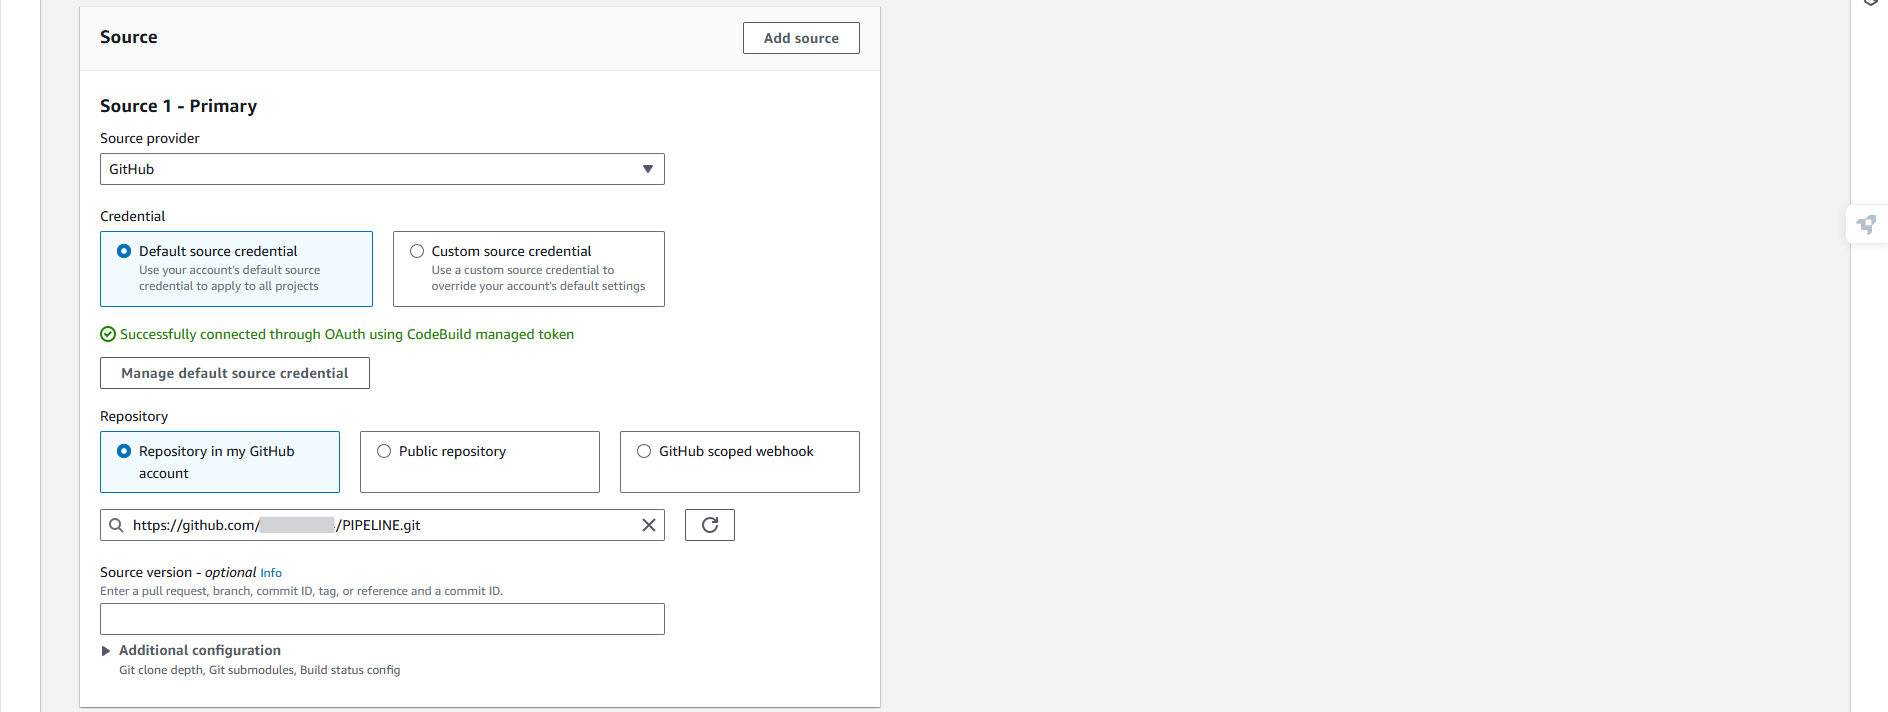 Source
Add source
Source 1 - Primary
Source provider
GitHub
Credential
Default source credential
Use your account's default source
credential to apply to all projects
Custom source credential
Use a custom source credential to
override your account's default settings
Successfully connected through OAuth using CodeBuild managed token
Manage default source credential
Repository
Repository in my GitHub
account
Public repository
GitHub scoped webhook
https://github.com/ /PIPELINE.git
Source version - optional Info
Enter a pull request, branch, commit ID, tag, or reference and a commit ID.
Additional configuration
Git clone depth, Git submodules, Build status config